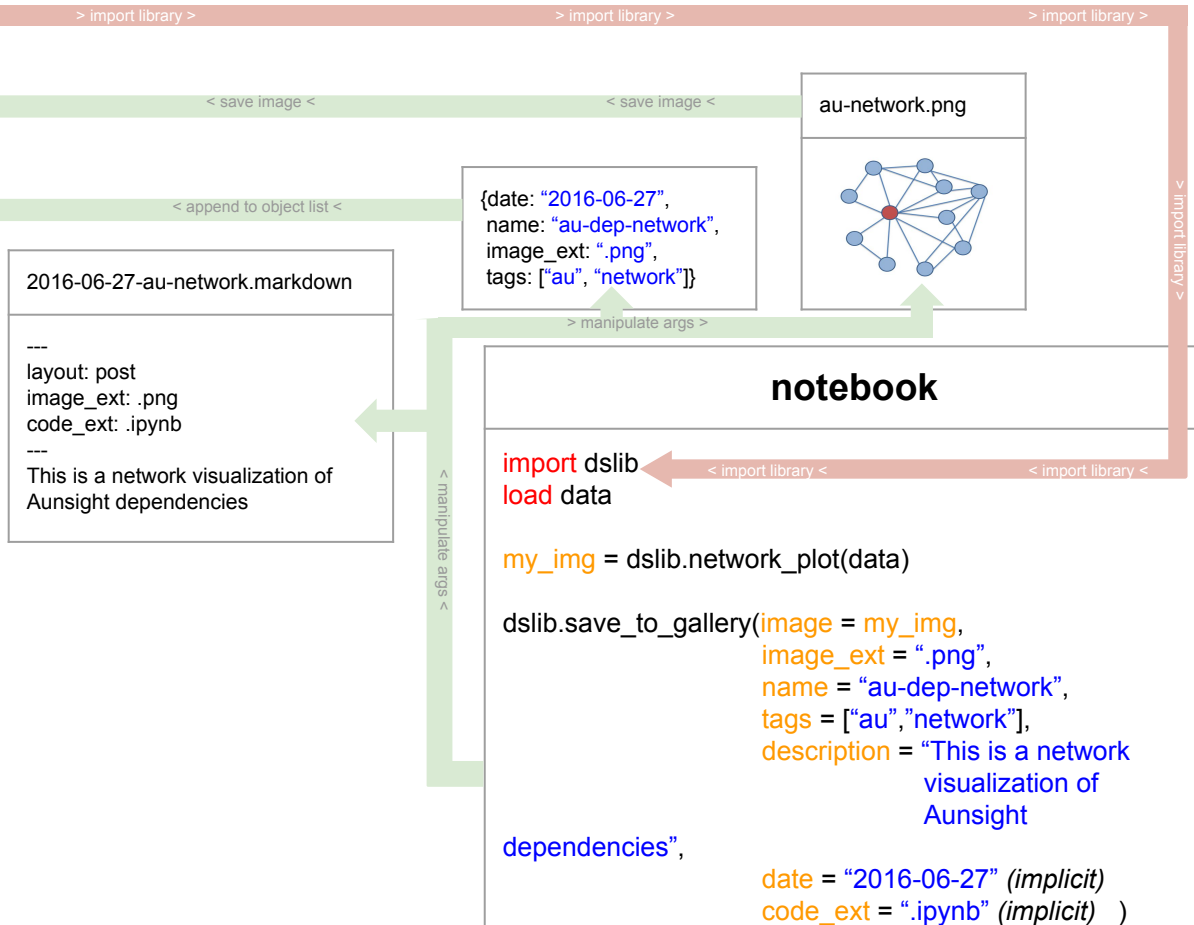 > import library >
> import library >
> import library >
< save image <
< save image <
au-network.png
{date: “2016-06-27”,
name: “au-dep-network”,
image_ext: “.png”,
tags: [“au”, “network”]}
< append to object list <
> import library >
2016-06-27-au-network.markdown
---
layout: post
image_ext: .png
code_ext: .ipynb
---
This is a network visualization of
Aunsight dependencies
> manipulate args >
< manipulate args <
notebook
import dslib
< import library <
< import library <
load data
my_img = dslib.network_plot(data)
dslib.save_to_gallery(image = my_img,
image_ext = “.png”,
name = “au-dep-network”,
tags = [“au”,”network”],
description = “This is a network
visualization of
Aunsight
dependencies”,
date = “2016-06-27” (implicit)
code_ext = “.ipynb” (implicit) )